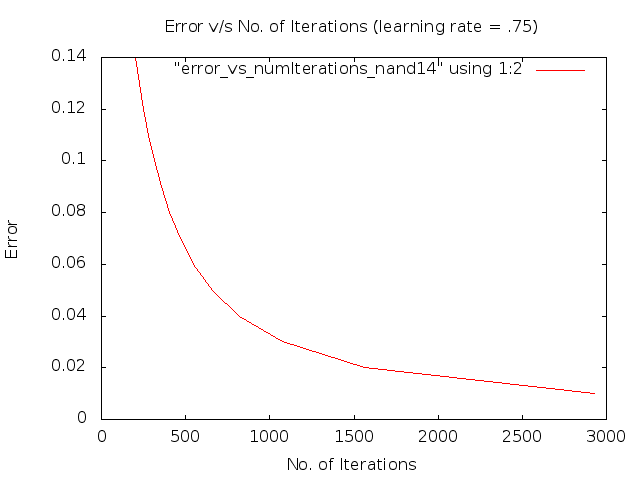 Error v/s No. of Iterations (learning rate = .75)
"error_vs_numIterations_nand14" using 1:2
0.14
0.12
0.1
0.08
0.06
0.04
0.02
0
Error
0 500 1000 1500 2000 2500 3000
No. of Iterations